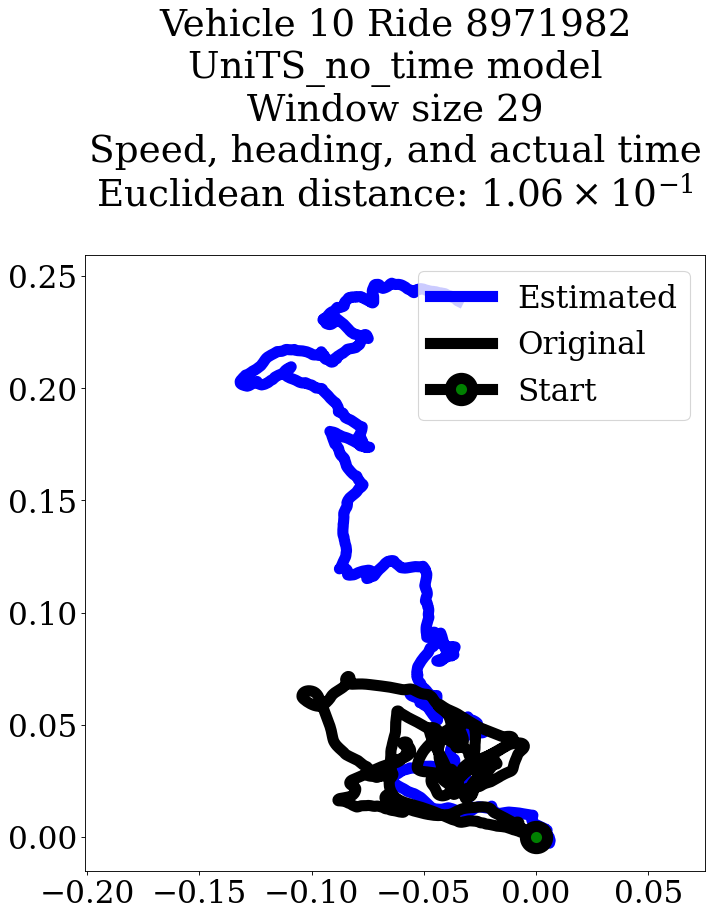 Vehicle 10 Ride 8971982
UniTS_no_time model
Window size 29
Speed, heading, and actual time
Euclidean distance: 1.06 × 10⁻¹
0.25
0.20
0.15
0.10
0.05
0.00
Estimated
Original
Start
−0.20 −0.15 −0.10 −0.05 0.00 0.05